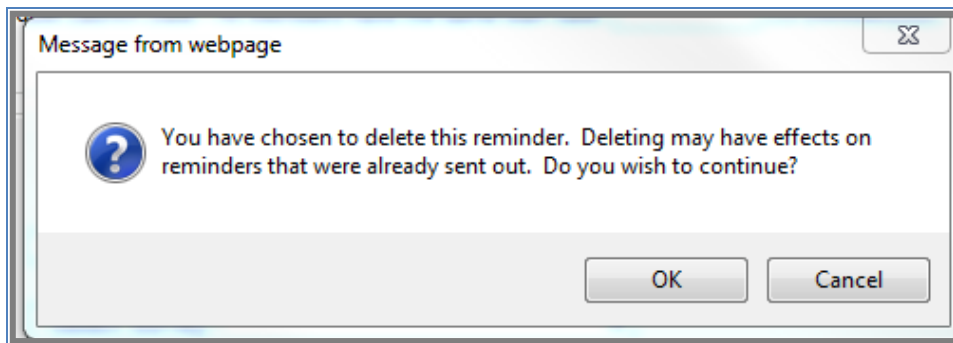 Message from webpage
You have chosen to delete this reminder.  Deleting may have effects on
reminders that were already sent out.  Do you wish to continue?
OK
Cancel